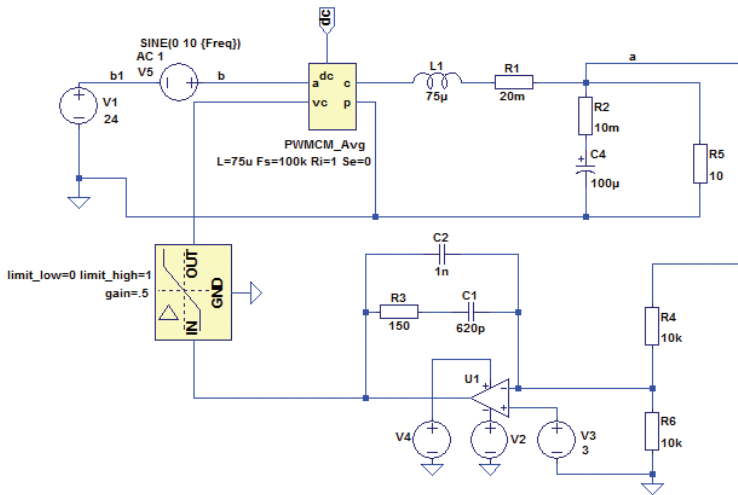 dc
SINE(0 10 {Freq})
AC 1
V5
b1
b
V1
24
a
dc
c
vc
p
PWMCM_Avg
L=75u Fs=100k Ri=1 Se=0
L1
75µ
R1
20m
a
R2
10m
C4
100µ
R5
10
limit_low=0 limit_high=1
gain=.5
OUT
GND
IN
C2
1n
R3
150
C1
620p
U1
V4
V2
V3
3
R4
10k
R6
10k